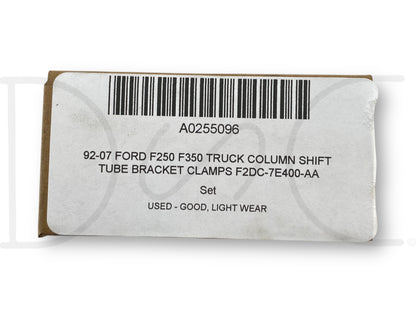 A0255096
92-07 FORD F250 F350 TRUCK COLUMN SHIFT
TUBE BRACKET CLAMPS F2DC-7E400-AA
Set
USED - GOOD, LIGHT WEAR